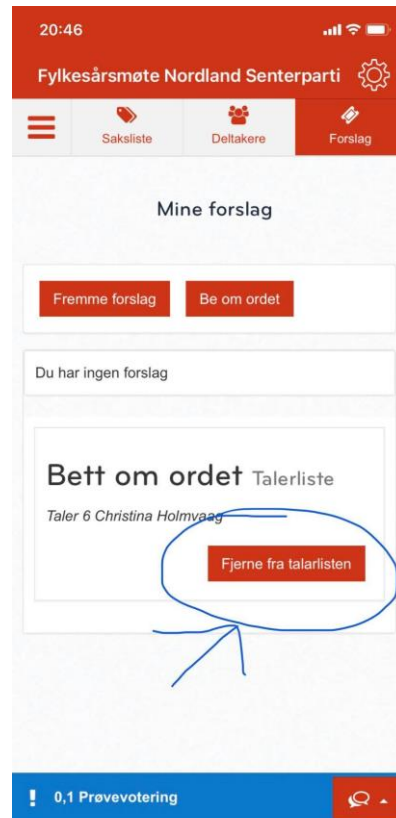 20:46
Fylkesårsmøte Nordland Senterparti
Saksliste
Deltakere
Forslag
Mine forslag
Fremme forslag
Be om ordet
Du har ingen forslag
Bett om ordet Talerliste
Taler 6 Christina Holmvaag
Fjerne fra talarlisten
! 0,1 Prøvevotering